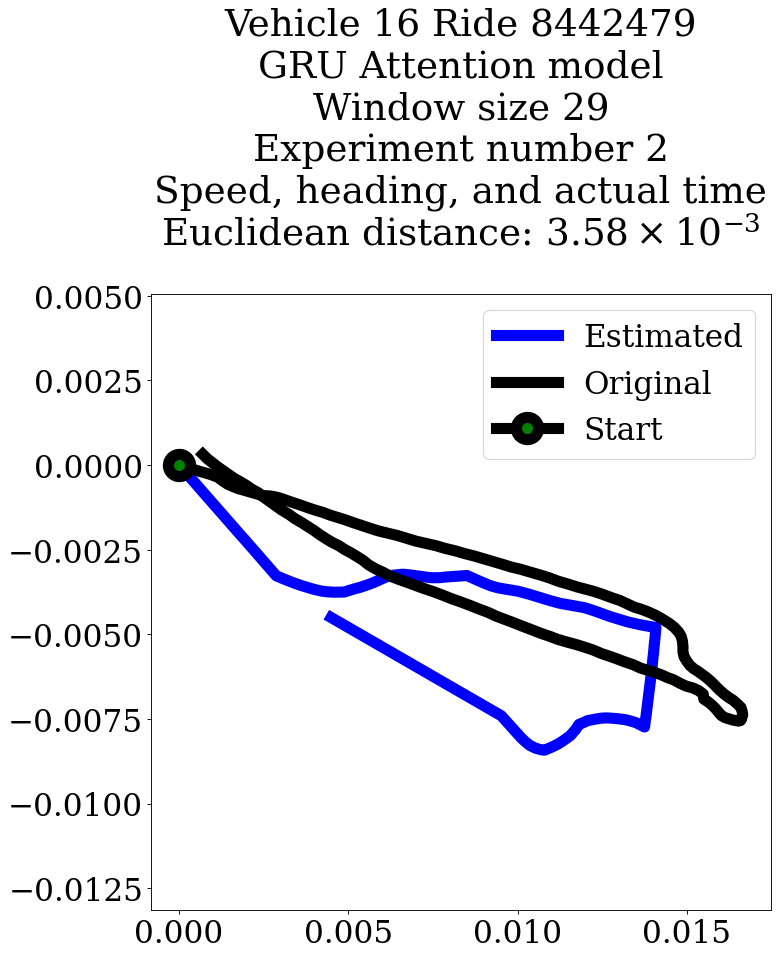 Vehicle 16 Ride 8442479
GRU Attention model
Window size 29
Experiment number 2
Speed, heading, and actual time
Euclidean distance: 3.58 × 10⁻³
0.0050
0.0025
0.0000
−0.0025
−0.0050
−0.0075
−0.0100
−0.0125
Estimated
Original
Start
0.000 0.005 0.010 0.015